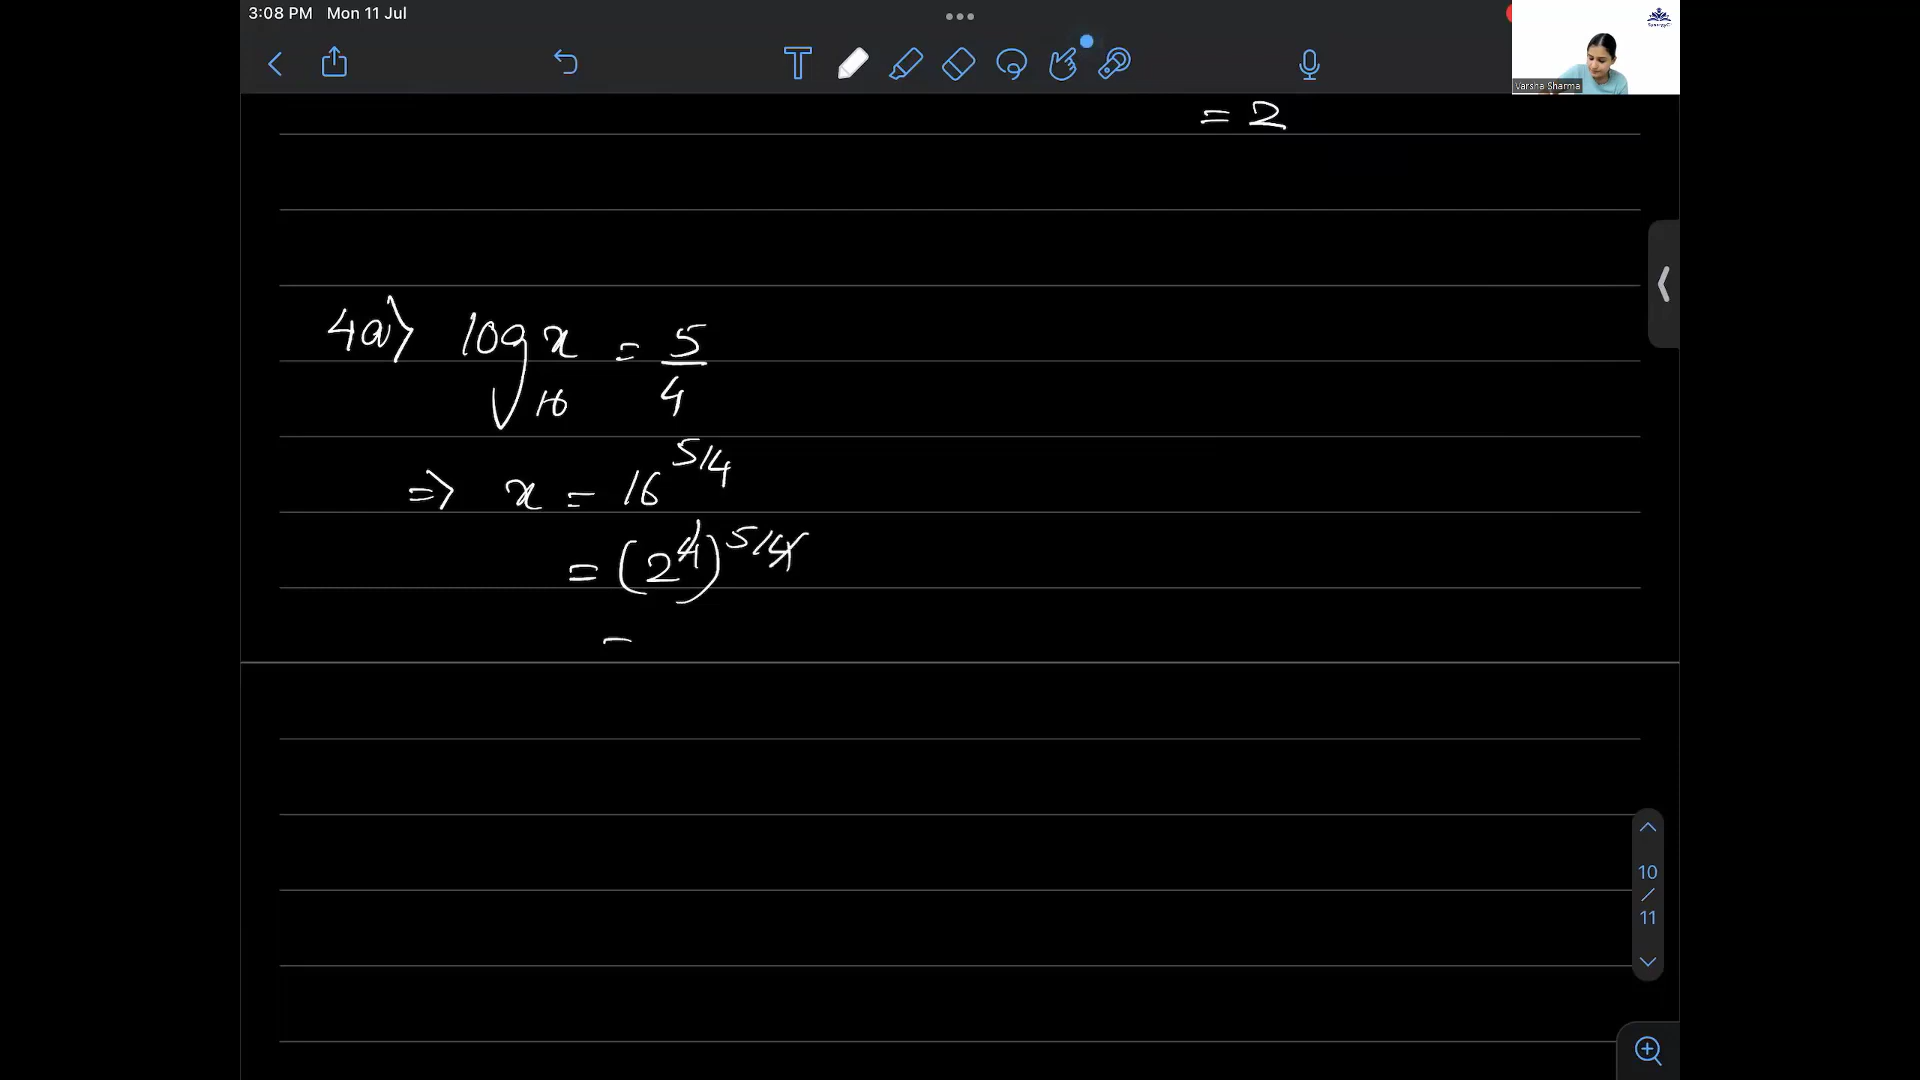 3:08 PM Mon 11 Jul
Varsha Sharma
= 2
4a) log₁₆ x = 5/4
=> x = 16^5/4
= (2^4)^5/4
=
10
/
11